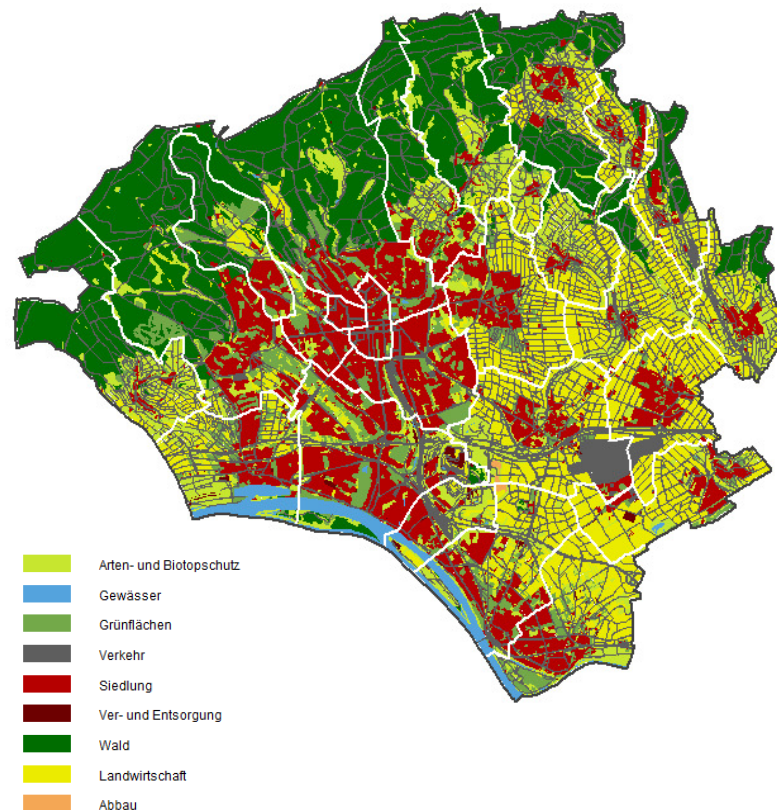 Arten- und Biotopschutz
Gewässer
Grünflächen
Verkehr
Siedlung
Ver- und Entsorgung
Wald
Landwirtschaft
Abbau